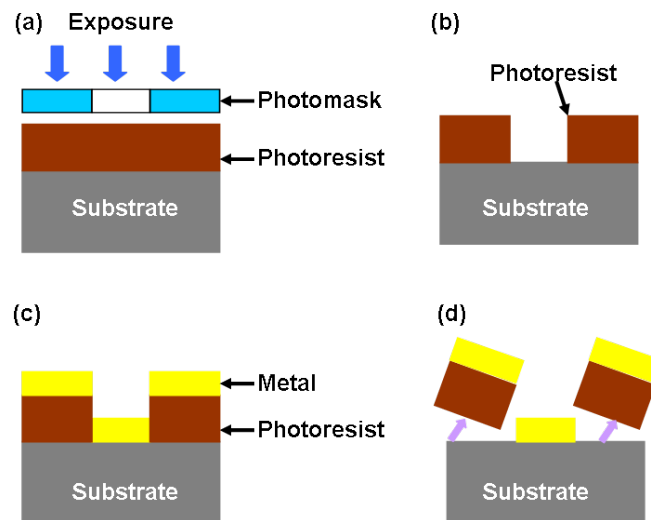 (a)
Exposure
Photomask
Photoresist
Substrate
(b)
Photoresist
Substrate
(c)
Metal
Photoresist
Substrate
(d)
Substrate